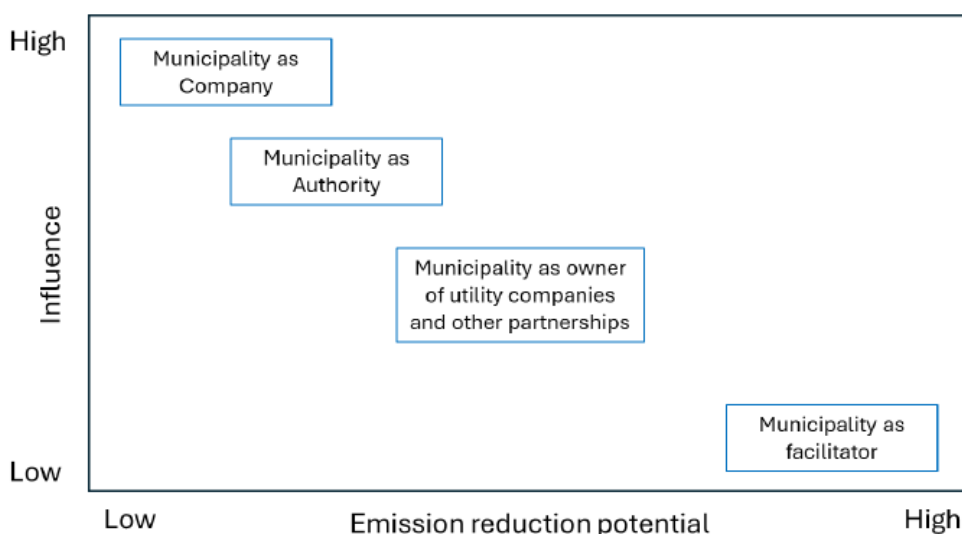 High
Municipality as
Company
Municipality as
Authority
Influence
Municipality as owner
of utility companies
and other partnerships
Municipality as
facilitator
Low
Low
Emission reduction potential
High